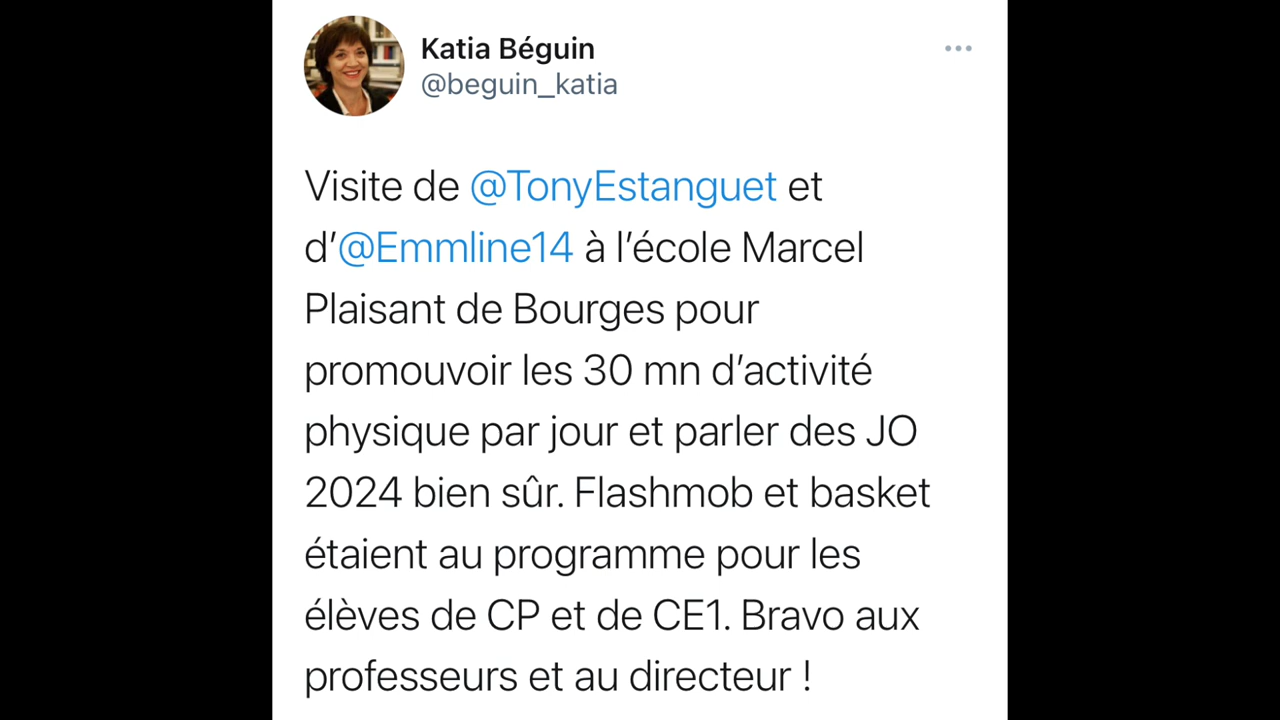 Katia Béguin
@beguin_katia
Visite de @TonyEstanguet et
d’@Emmline14 à l’école Marcel
Plaisant de Bourges pour
promouvoir les 30 mn d’activité
physique par jour et parler des JO
2024 bien sûr. Flashmob et basket
étaient au programme pour les
élèves de CP et de CE1. Bravo aux
professeurs et au directeur !